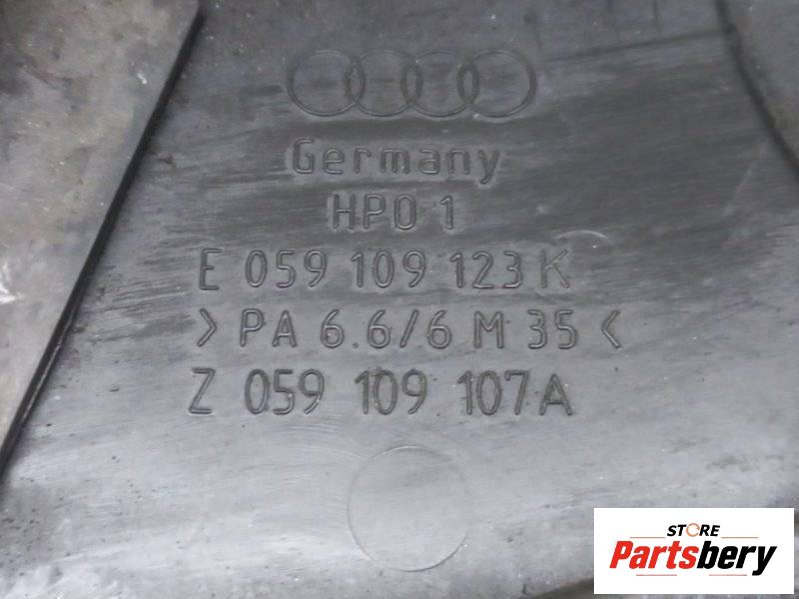 Germany
HPO 1
E 059 109 123 K
>PA 6.6/6 M 35<
Z 059 109 107 A
STORE
Partsbery